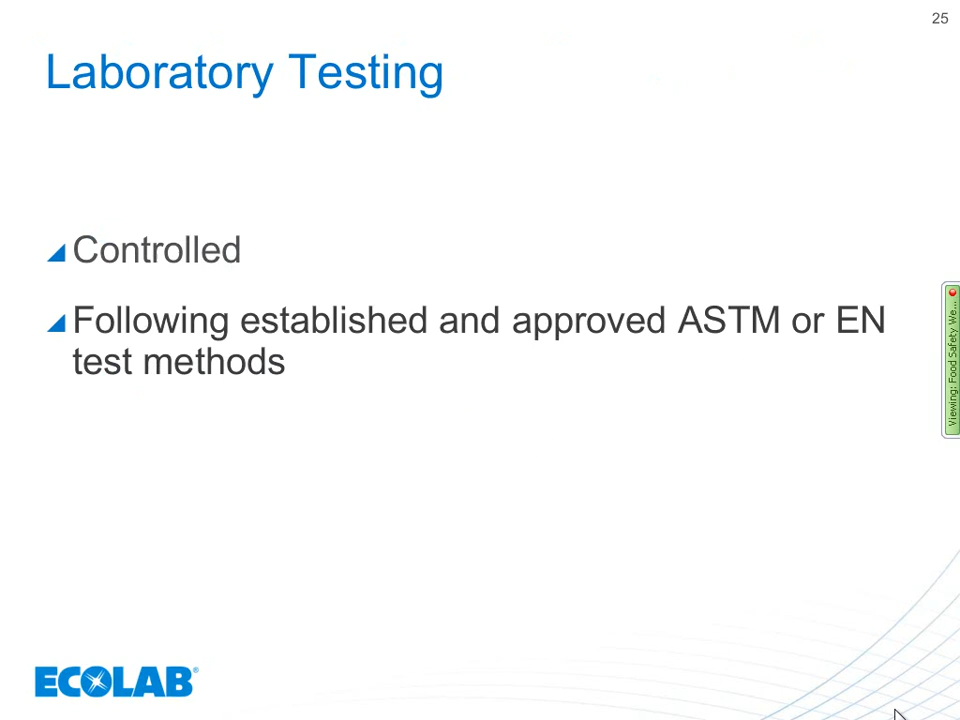 25
Laboratory Testing
Controlled
Following established and approved ASTM or EN
test methods
Viewing: Food Safety We...
ECOLAB®